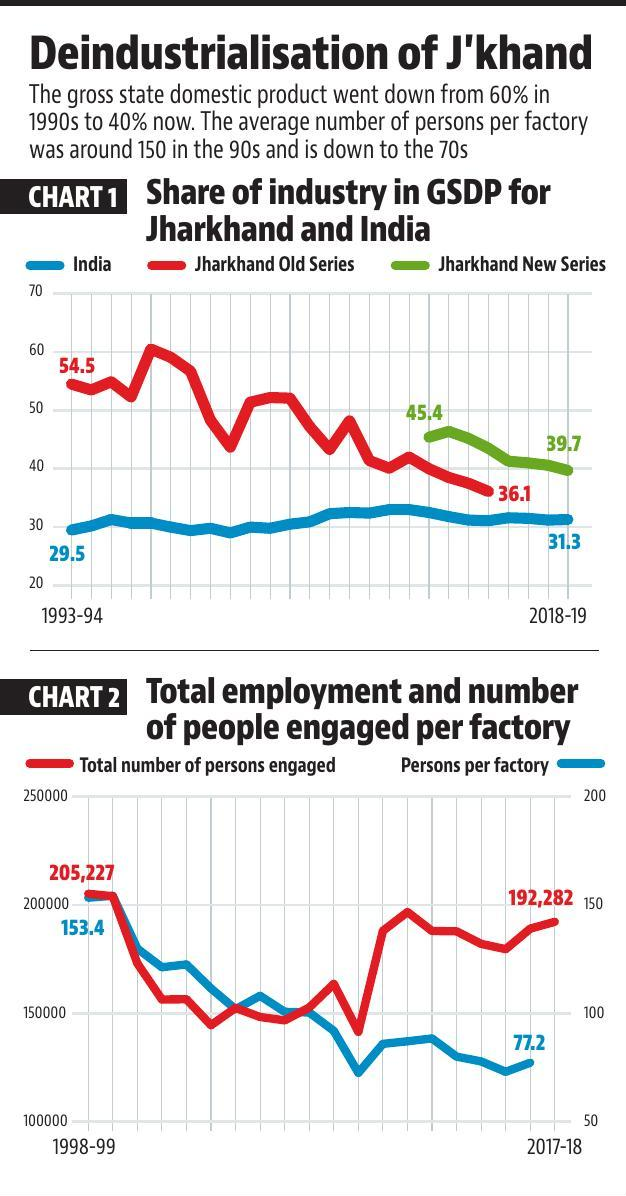 Deindustrialisation of J'khand
The gross state domestic product went down from 60% in
1990s to 40% now. The average number of persons per factory
was around 150 in the 90s and is down to the 70s
CHART 1
Share of industry in GSDP for
Jharkhand and India
India
Jharkhand Old Series
Jharkhand New Series
70
60
50
40
30
20
54.5
45.4
39.7
36.1
29.5
31.3
1993-94
2018-19
CHART 2
Total employment and number
of people engaged per factory
Total number of persons engaged
Persons per factory
250000
200000
150000
100000
200
150
100
50
205,227
153.4
192,282
77.2
1998-99
2017-18